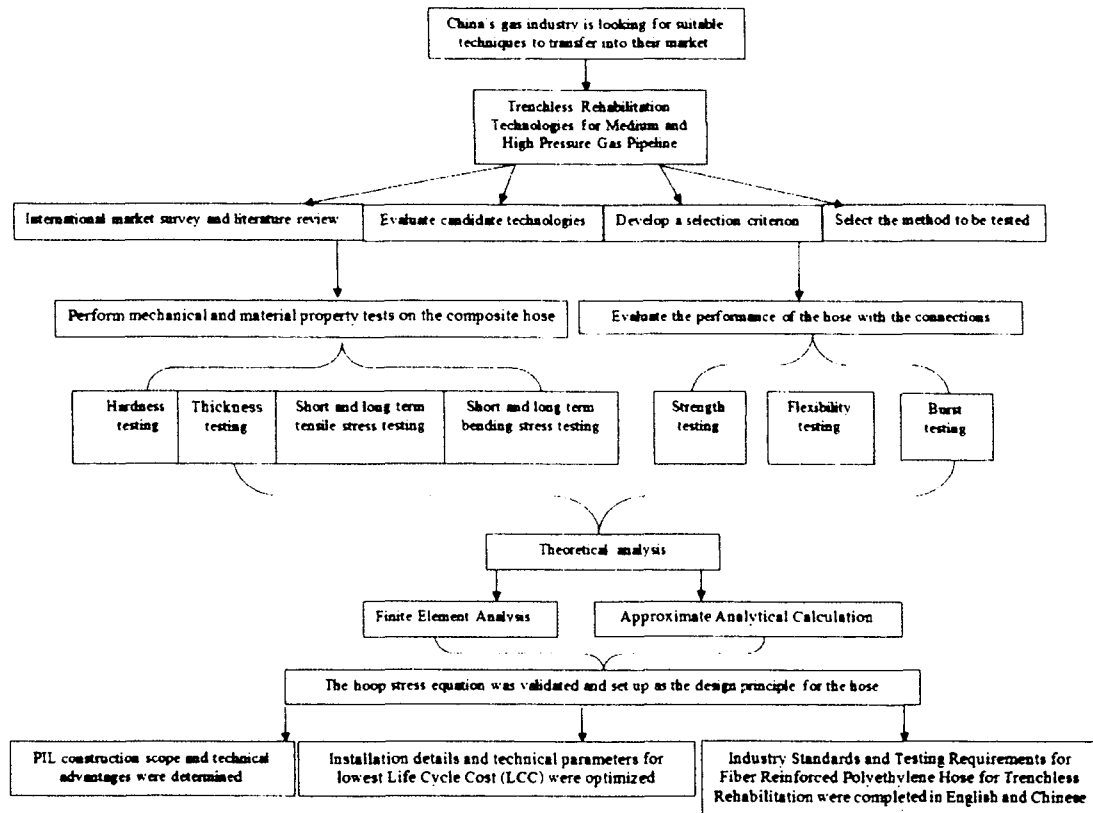 China's gas industry is looking for suitable
techniques to transfer into their market
Trenchless Rehabilitation
Technologies for Medium and
High Pressure Gas Pipeline
International market survey and literature review
Evaluate candidate technologies
Develop a selection criterion
Select the method to be tested
Perform mechanical and material property tests on the composite hose
Evaluate the performance of the hose with the connections
Hardness
testing
Thickness
testing
Short and long term
tensile stress testing
Short and long term
bending stress testing
Strength
testing
Flexibility
testing
Burst
testing
Theoretical analysis
Finite Element Analysis
Approximate Analytical Calculation
The hoop stress equation was validated and set up as the design principle for the hose
PIL construction scope and technical
advantages were determined
Installation details and technical parameters for
lowest Life Cycle Cost (LCC) were optimized
Industry Standards and Testing Requirements for
Fiber Reinforced Polyethylene Hose for Trenchless
Rehabilitation were completed in English and Chinese